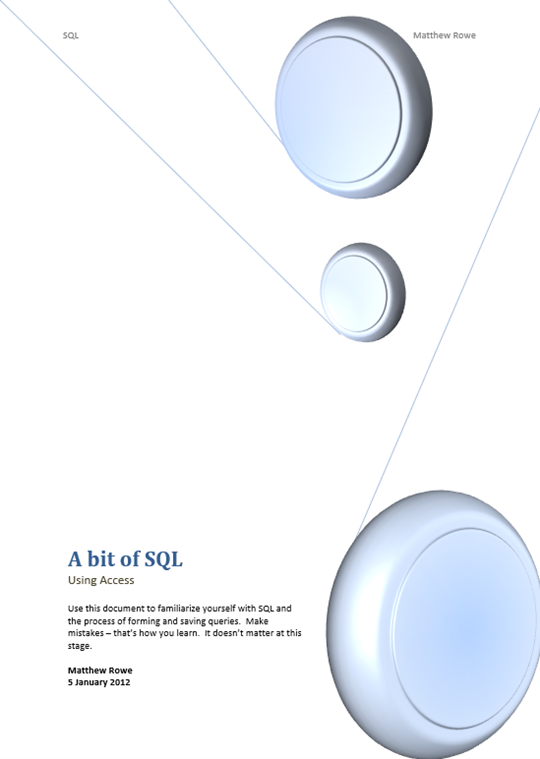 SQL Matthew Rowe
A bit of SQL
Using Access
Use this document to familiarize yourself with SQL and
the process of forming and saving queries.  Make
mistakes – that’s how you learn.  It doesn’t matter at this
stage.
Matthew Rowe
5 January 2012